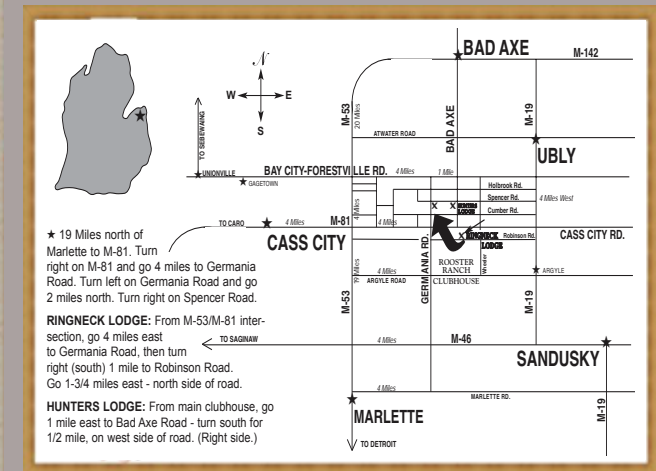 BAD AXE
M-142
N
W
E
S
M-53
20 Miles
BAD AXE
M-19
TO SEBEWAING
ATWATER ROAD
UBLY
UNIONVILLE
BAY CITY-FORESTVILLE RD.
4 Miles
1 Mile
GAGETOWN
Holbrook Rd.
Spencer Rd.
4 Miles West
X X HUNTERS LODGE
Cumber Rd.
4 Miles
TO CARO
4 Miles
M-81
4 Miles
CASS CITY
CASS CITY RD.
X RINGNECK LODGE
Robinson Rd.
ROOSTER RANCH CLUBHOUSE
Wheeler
GERMANIA RD.
19 Miles
4 Miles
ARGYLE ROAD
ARGYLE
M-53
M-19
TO SAGINAW
4 Miles
M-46
SANDUSKY
4 Miles
MARLETTE RD.
MARLETTE
M-19
TO DETROIT
★ 19 Miles north of
Marlette to M-81. Turn
right on M-81 and go 4 miles to Germania
Road. Turn left on Germania Road and go
2 miles north. Turn right on Spencer Road.
RINGNECK LODGE: From M-53/M-81 inter-
section, go 4 miles east
to Germania Road, then turn
right (south) 1 mile to Robinson Road.
Go 1-3/4 miles east - north side of road.
HUNTERS LODGE: From main clubhouse, go
1 mile east to Bad Axe Road - turn south for
1/2 mile, on west side of road. (Right side.)